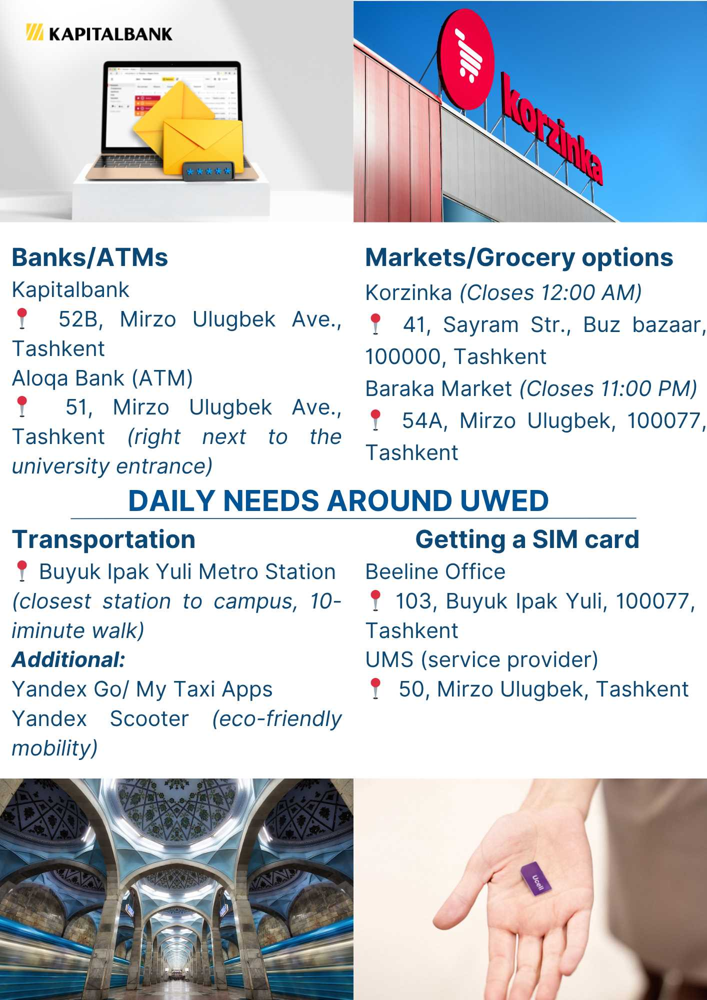 KAPITALBANK
korzinka
Banks/ATMs
Kapitalbank
📍 52B, Mirzo Ulugbek Ave.,
Tashkent
Aloqa Bank (ATM)
📍 51, Mirzo Ulugbek Ave.,
Tashkent (right next to the
university entrance)
Markets/Grocery options
Korzinka (Closes 12:00 AM)
📍 41, Sayram Str., Buz bazaar,
100000, Tashkent
Baraka Market (Closes 11:00 PM)
📍 54A, Mirzo Ulugbek, 100077,
Tashkent
DAILY NEEDS AROUND UWED
Transportation
📍 Buyuk Ipak Yuli Metro Station
(closest station to campus, 10-
iminute walk)
Additional:
Yandex Go/ My Taxi Apps
Yandex Scooter (eco-friendly
mobility)
Getting a SIM card
Beeline Office
📍 103, Buyuk Ipak Yuli, 100077,
Tashkent
UMS (service provider)
📍 50, Mirzo Ulugbek, Tashkent
Ucell